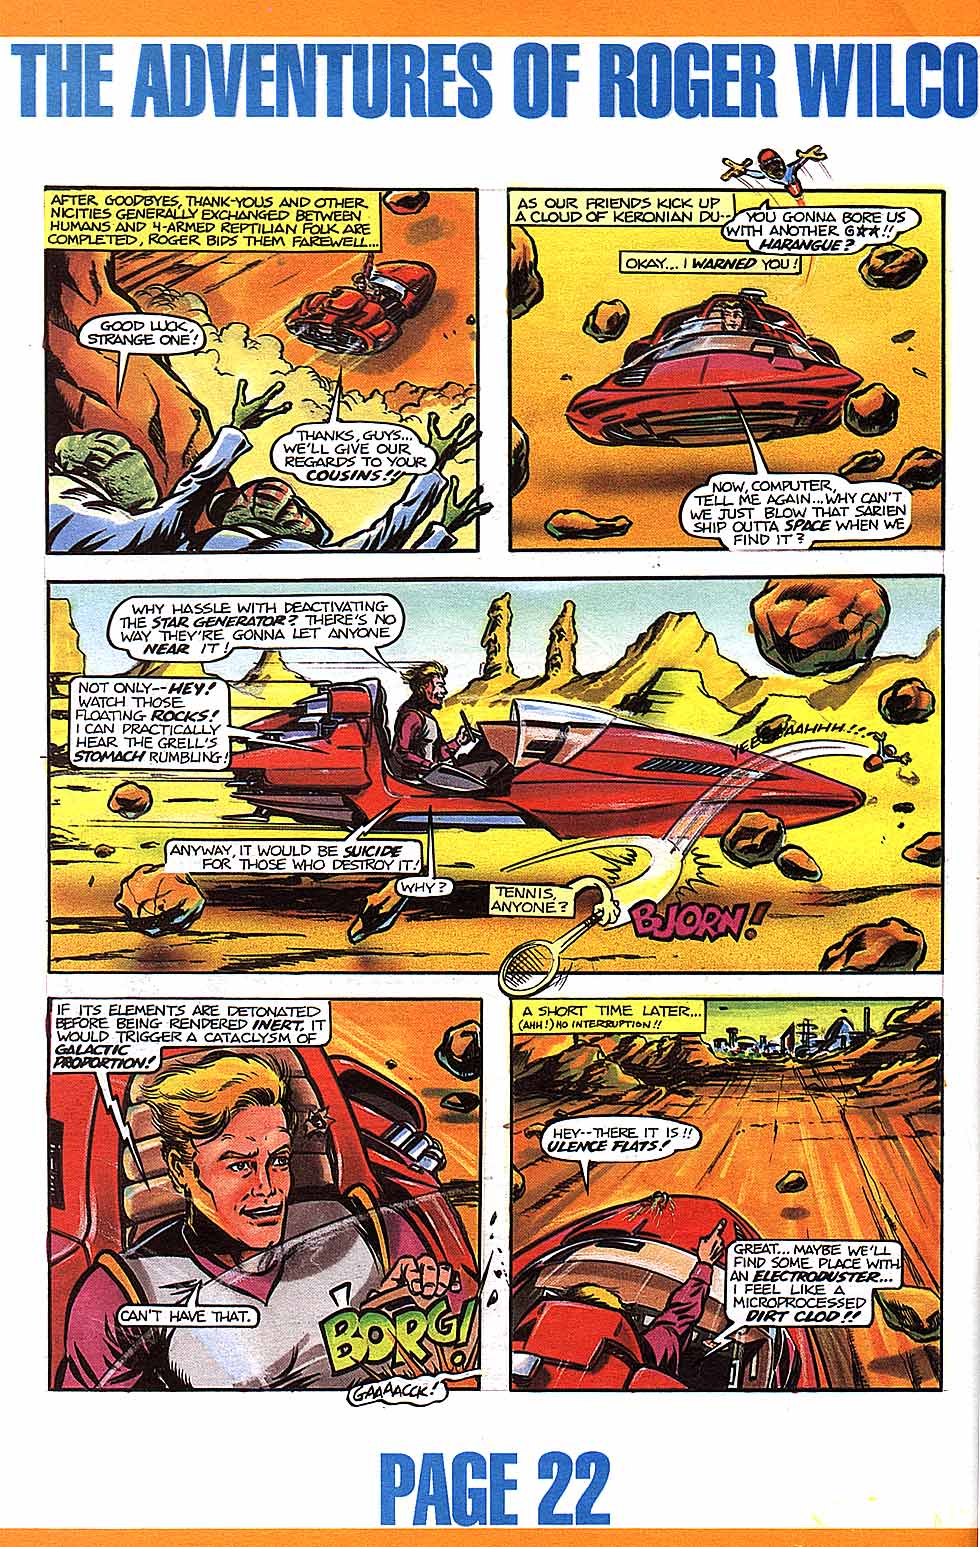 THE ADVENTURES OF ROGER WILCO
AFTER GOODBYES, THANK-YOUS AND OTHER
NICITIES GENERALLY EXCHANGED BETWEEN
HUMANS AND 4-ARMED REPTILIAN FOLK ARE
COMPLETED, ROGER BIDS THEM FAREWELL...
GOOD LUCK,
STRANGE ONE!
THANKS, GUYS...
WE'LL GIVE OUR
REGARDS TO YOUR
COUSINS!!
AS OUR FRIENDS KICK UP
A CLOUD OF KERONIAN DU--
YOU GONNA BORE US
WITH ANOTHER G★★!!
HARANGUE?
OKAY... I WARNED YOU!
NOW, COMPUTER,
TELL ME AGAIN... WHY CAN'T
WE JUST BLOW THAT SARIEN
SHIP OUTTA SPACE WHEN WE
FIND IT?
WHY HASSLE WITH DEACTIVATING
THE STAR GENERATOR? THERE'S NO
WAY THEY'RE GONNA LET ANYONE
NEAR IT!
NOT ONLY--HEY!
WATCH THOSE
FLOATING ROCKS!
I CAN PRACTICALLY
HEAR THE GRELL'S
STOMACH RUMBLING!
YEEEEAAAHHH!!
ANYWAY, IT WOULD BE SUICIDE
FOR THOSE WHO DESTROY IT!
WHY?
TENNIS,
ANYONE?
BJORN!
IF ITS ELEMENTS ARE DETONATED
BEFORE BEING RENDERED INERT, IT
WOULD TRIGGER A CATACLYSM OF
GALACTIC
PROPORTION!
CAN'T HAVE THAT.
BORG!
GAAAACCK!
A SHORT TIME LATER...
(AHH!) NO INTERRUPTION!!
HEY--THERE IT IS!!
ULENCE FLATS!
GREAT... MAYBE WE'LL
FIND SOME PLACE WITH
AN ELECTRODUSTER...
I FEEL LIKE A
MICROPROCESSED
DIRT CLOD!!
PAGE 22